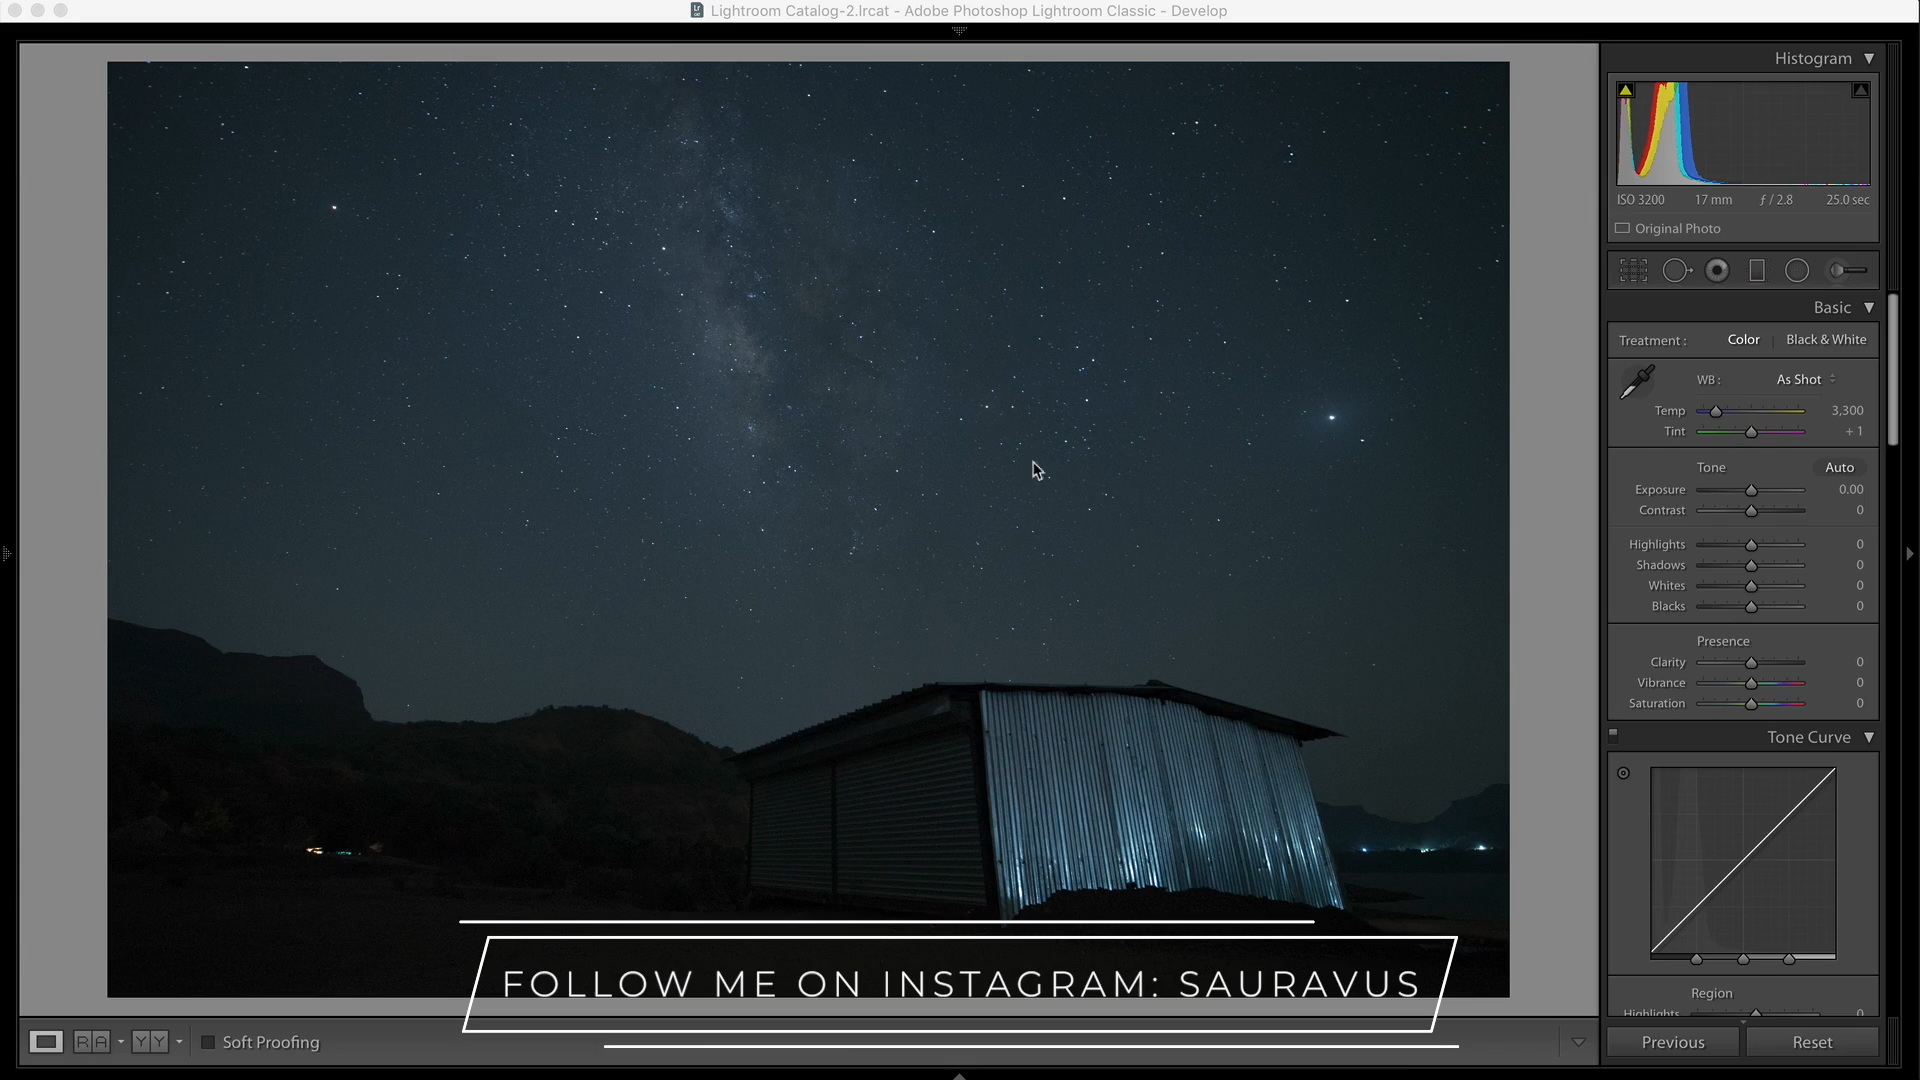 Lightroom Catalog-2.lrcat - Adobe Photoshop Lightroom Classic - Develop
Histogram
ISO 3200 17 mm ƒ / 2.8 25.0 sec
Original Photo
Basic
Treatment : Color Black & White
WB : As Shot
Temp 3,300
Tint + 1
Tone Auto
Exposure 0.00
Contrast 0
Highlights 0
Shadows 0
Whites 0
Blacks 0
Presence
Clarity 0
Vibrance 0
Saturation 0
Tone Curve
Region
Highlights 0
FOLLOW ME ON INSTAGRAM: SAURAVUS
R A Y Y Soft Proofing
Previous Reset